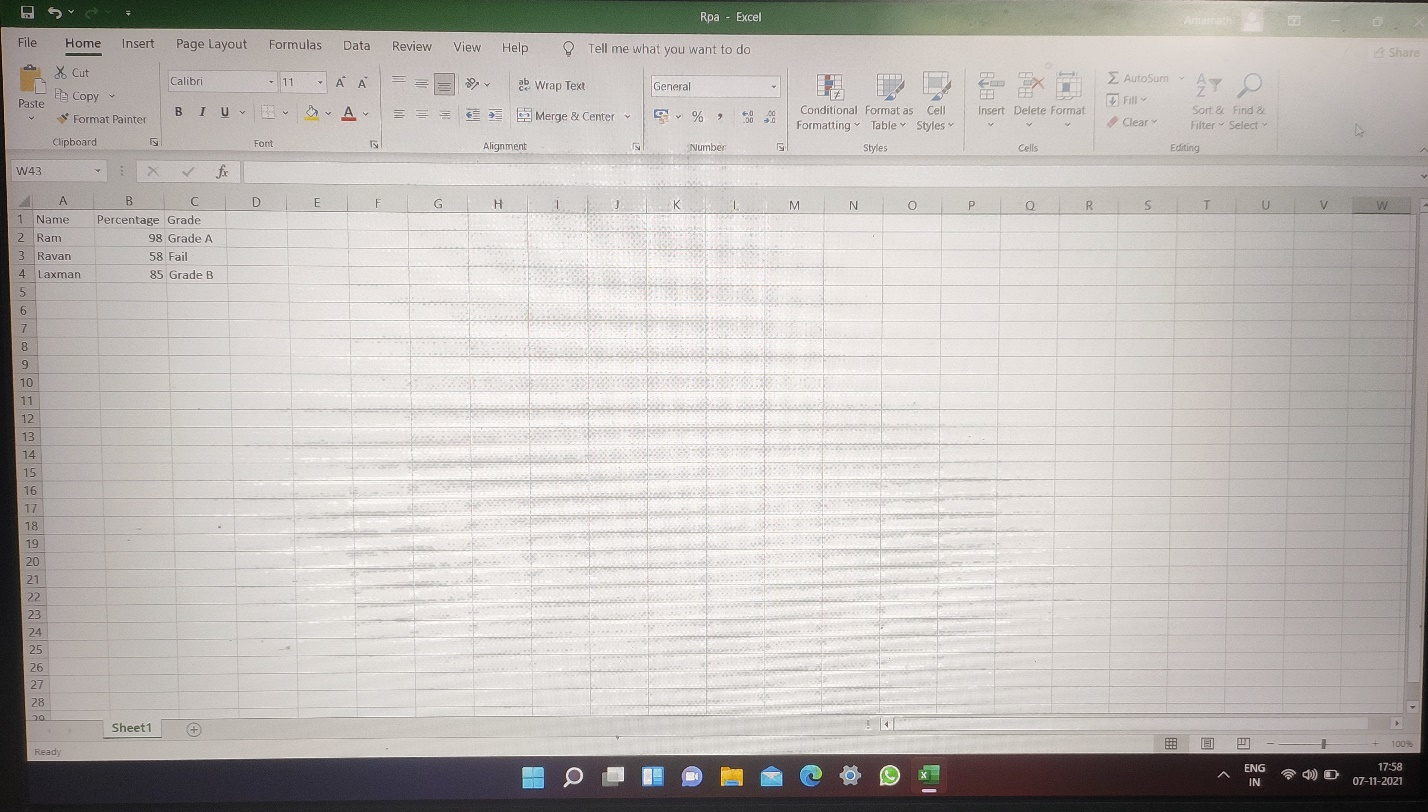 Rpa - Excel
Amarnath
File Home Insert Page Layout Formulas Data Review View Help Tell me what you want to do
Share
Paste
Cut
Copy
Format Painter
Clipboard
Calibri 11 A A
B I U A
Font
ab Wrap Text
Merge & Center
Alignment
General
% ,
Number
Conditional Formatting
Format as Table
Cell Styles
Styles
Insert Delete Format
Cells
AutoSum
Fill
Clear
Sort & Filter
Find & Select
Editing
W43 fx
A B C D E F G H I J K L M N O P Q R S T U V W
1 Name Percentage Grade
2 Ram 98 Grade A
3 Ravan 58 Fail
4 Laxman 85 Grade B
5
6
7
8
9
10
11
12
13
14
15
16
17
18
19
20
21
22
23
24
25
26
27
28
29
Sheet1
Ready
100%
ENG
IN
17:58
07-11-2021